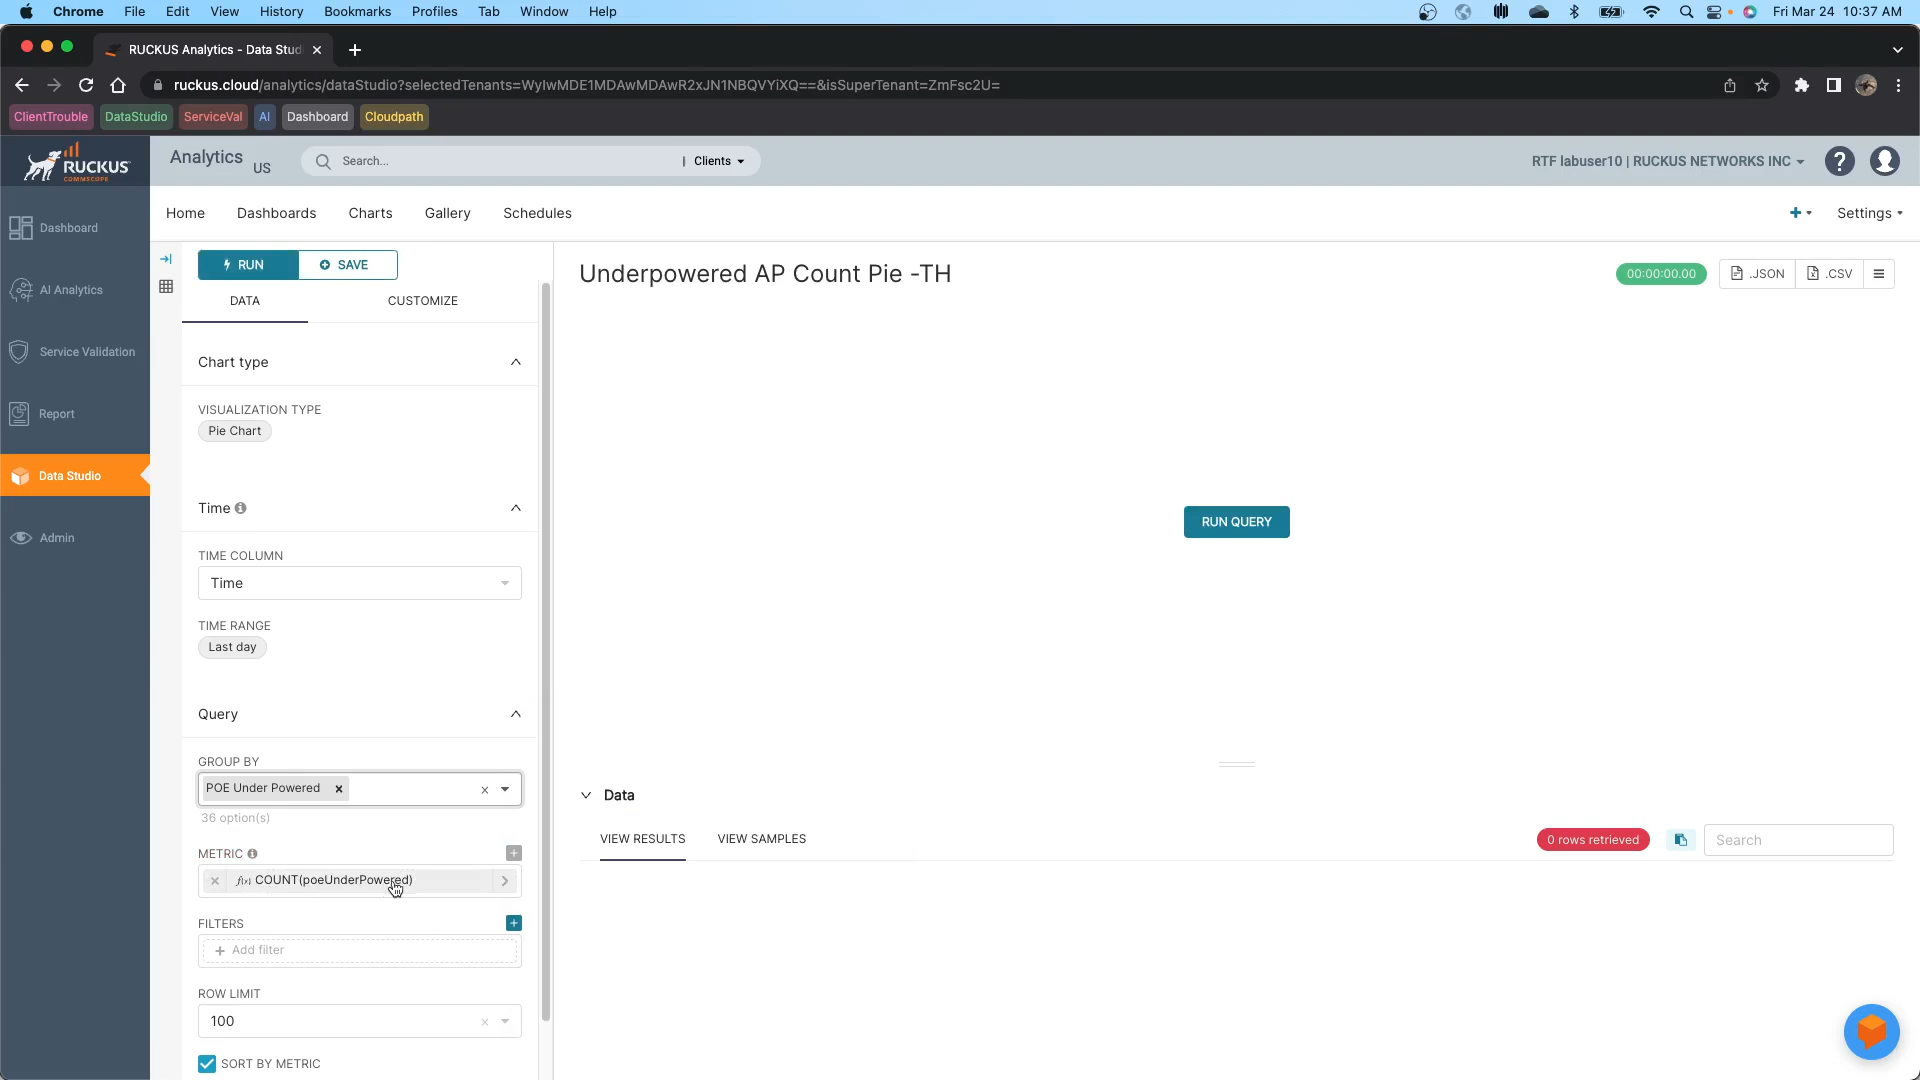 Chrome File Edit View History Bookmarks Profiles Tab Window Help Fri Mar 24 10:37 AM
RUCKUS Analytics - Data Stud
ruckus.cloud/analytics/dataStudio?selectedTenants=WyIwMDE1MDAwMDAwR2xJN1NBQVYiXQ==&isSuperTenant=ZmFsc2U=
ClientTrouble DataStudio ServiceVal AI Dashboard Cloudpath
RUCKUS
COMMSCOPE
Analytics US Search... | Clients RTF labuser10 | RUCKUS NETWORKS INC ?
Home Dashboards Charts Gallery Schedules + Settings
Dashboard
AI Analytics
Service Validation
Report
Data Studio
Admin
RUN SAVE
DATA CUSTOMIZE
Chart type
VISUALIZATION TYPE
Pie Chart
Time
TIME COLUMN
Time
TIME RANGE
Last day
Query
GROUP BY
POE Under Powered
36 option(s)
METRIC
f(x) COUNT(poeUnderPowered)
FILTERS
+ Add filter
ROW LIMIT
100
SORT BY METRIC
Underpowered AP Count Pie -TH
00:00:00.00 .JSON .CSV
RUN QUERY
Data
VIEW RESULTS VIEW SAMPLES 0 rows retrieved Search